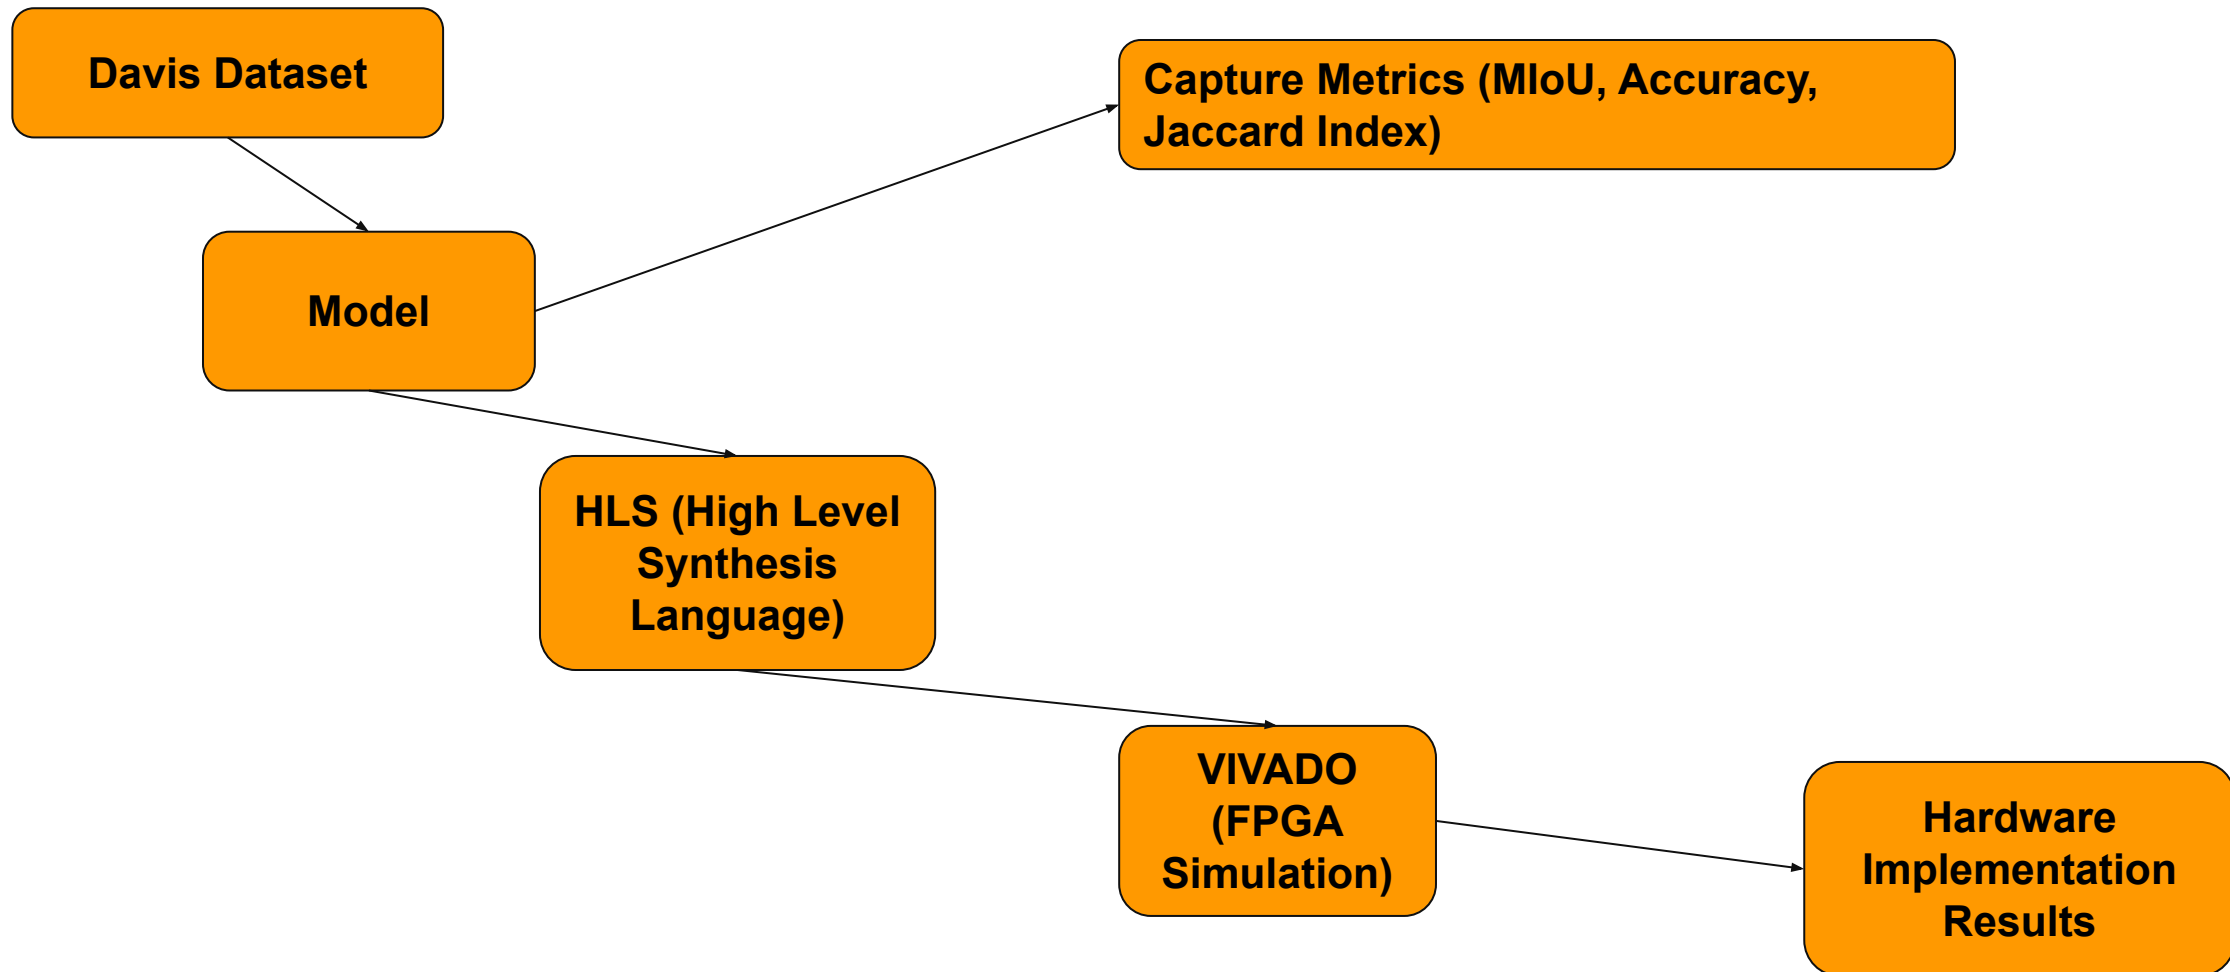 Davis Dataset
Capture Metrics (MIoU, Accuracy,
Jaccard Index)
Model
HLS (High Level
Synthesis
Language)
VIVADO
(FPGA
Simulation)
Hardware
Implementation
Results